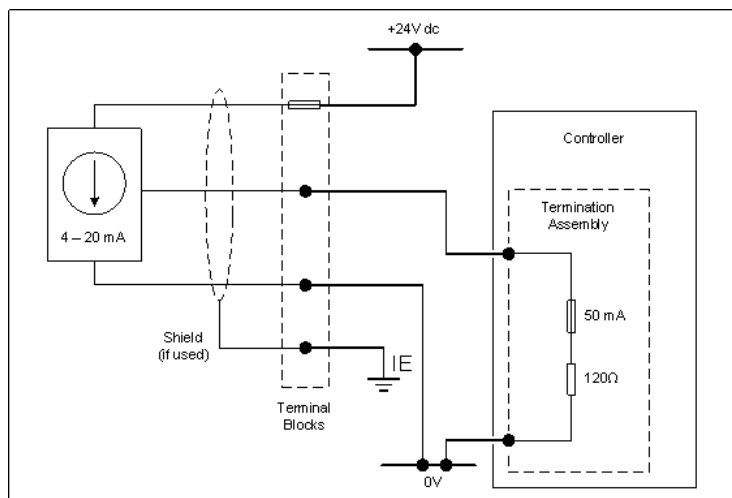 +24V dc
Controller
Termination
Assembly
4 – 20 mA
50 mA
Shield
(if used)
IE
120Ω
Terminal
Blocks
0V